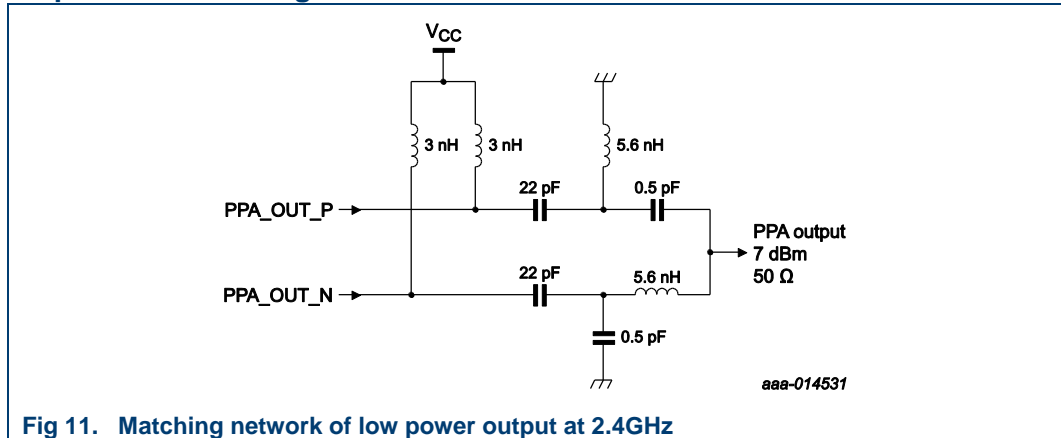 VCC
3 nH
3 nH
5.6 nH
22 pF
0.5 pF
PPA_OUT_P
PPA output
7 dBm
50 Ω
22 pF
5.6 nH
PPA_OUT_N
0.5 pF
aaa-014531
Fig 11. Matching network of low power output at 2.4GHz